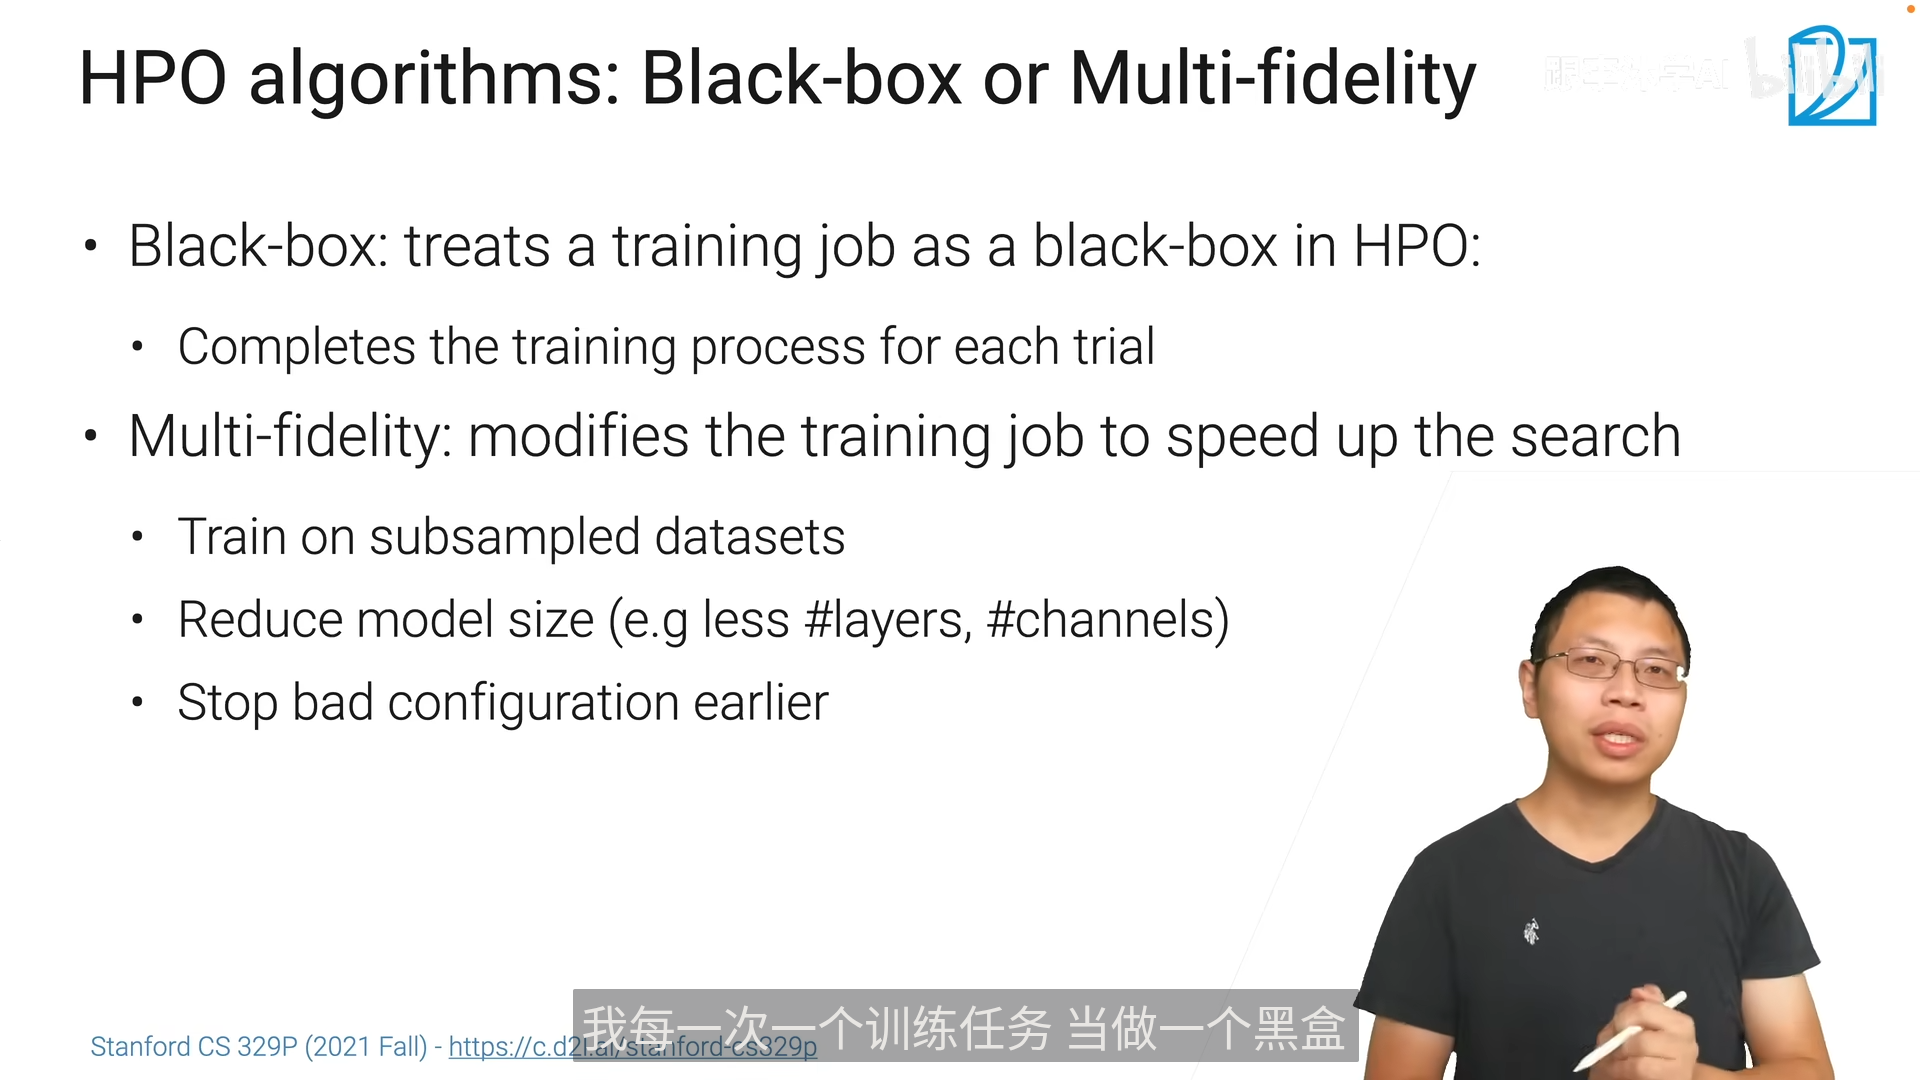 HPO algorithms: Black-box or Multi-fidelity
跟李沐学AI bilibili
• Black-box: treats a training job as a black-box in HPO:
• Completes the training process for each trial
• Multi-fidelity: modifies the training job to speed up the search
• Train on subsampled datasets
• Reduce model size (e.g less #layers, #channels)
• Stop bad configuration earlier
我每一次一个训练任务 当做一个黑盒
Stanford CS 329P (2021 Fall) - https://c.d2l.ai/stanford-cs329p